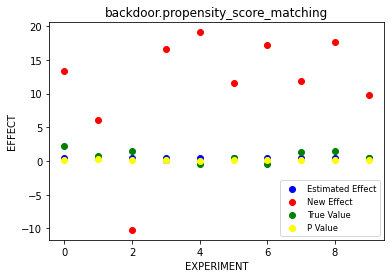 backdoor.propensity_score_matching
20
15
10
5
0
−5
−10
EFFECT
Estimated Effect
New Effect
True Value
P Value
0 2 4 6 8
EXPERIMENT